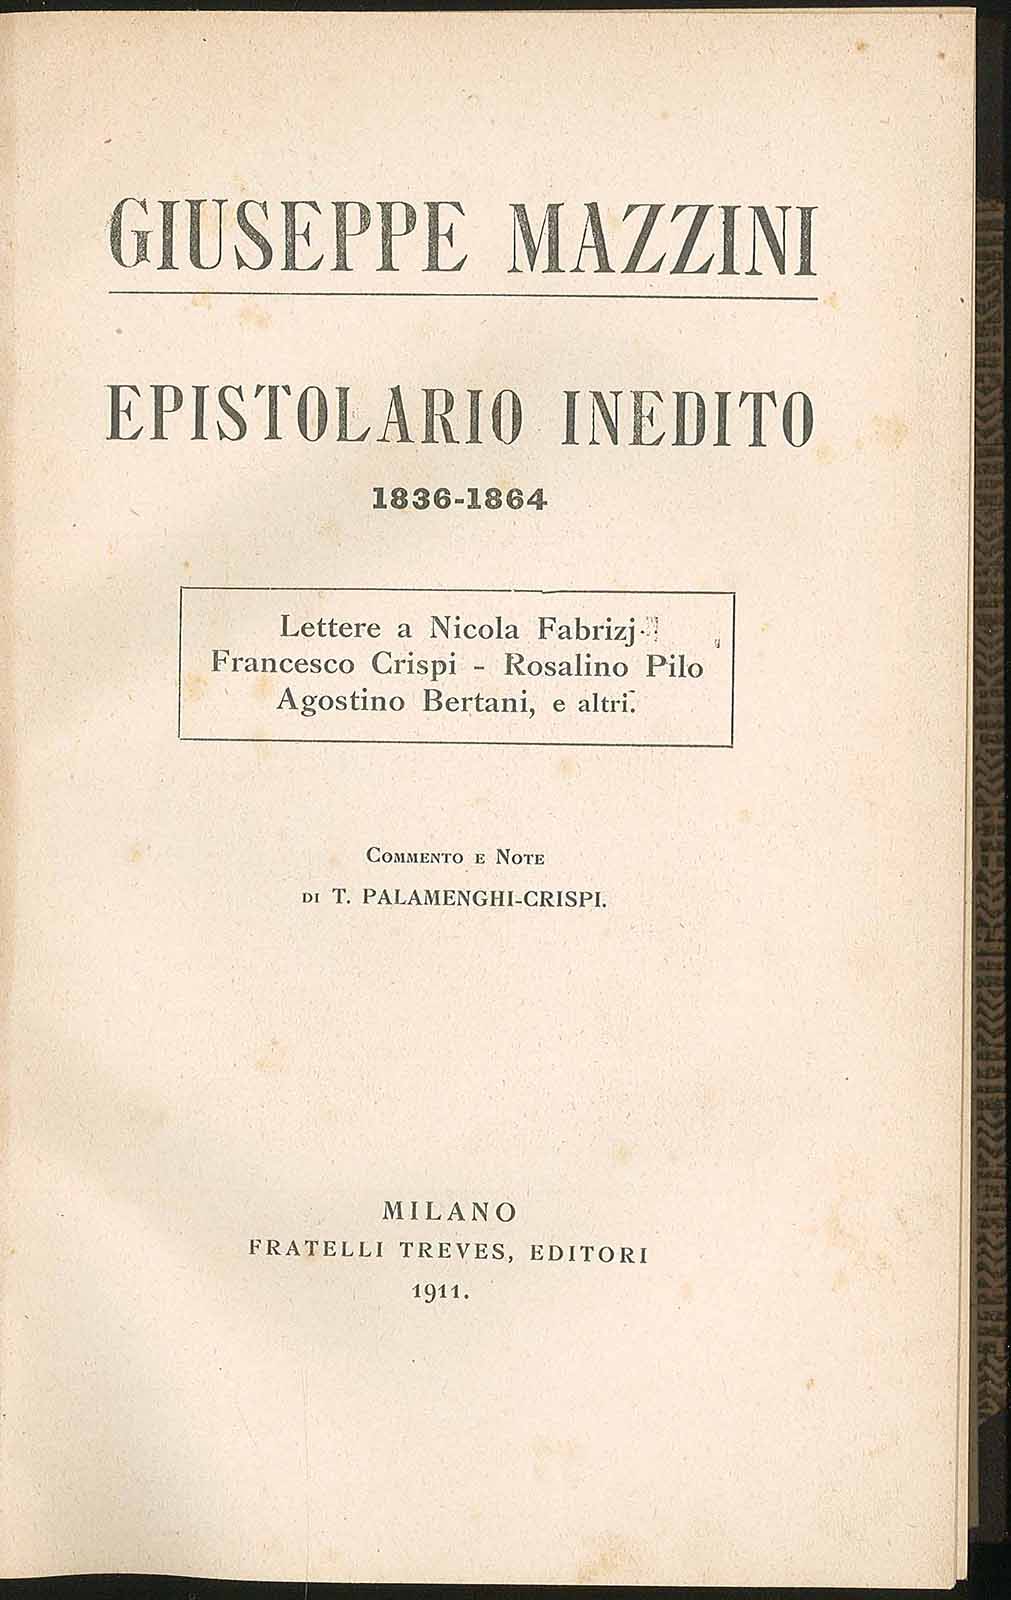 GIUSEPPE MAZZINI
EPISTOLARIO INEDITO
1836-1864
Lettere a Nicola Fabrizj -
Francesco Crispi - Rosalino Pilo
Agostino Bertani, e altri.
COMMENTO E NOTE
DI T. PALAMENGHI-CRISPI.
MILANO
FRATELLI TREVES, EDITORI
1911.